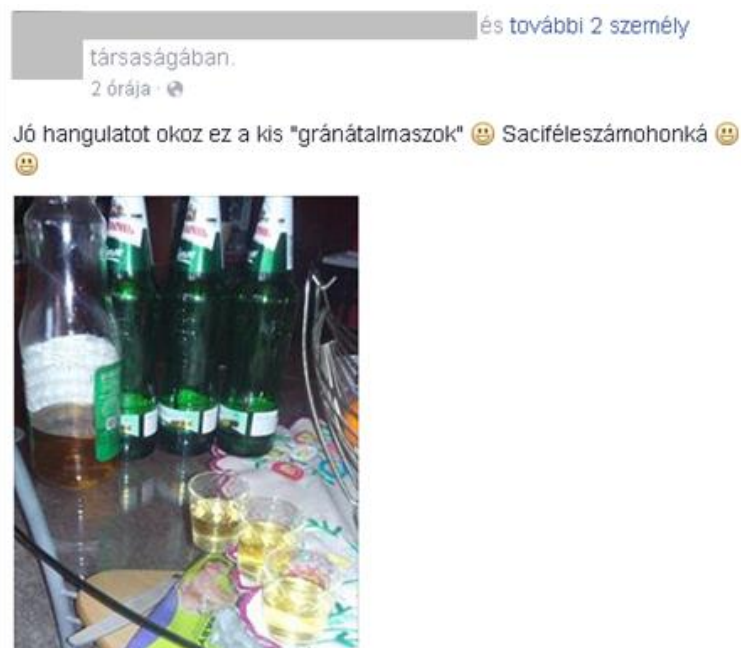 és további 2 személy
társaságában.
2 órája ·
Jó hangulatot okoz ez a kis "gránátalmaszok" 😃 Saciféleszámohonká 😃
😃